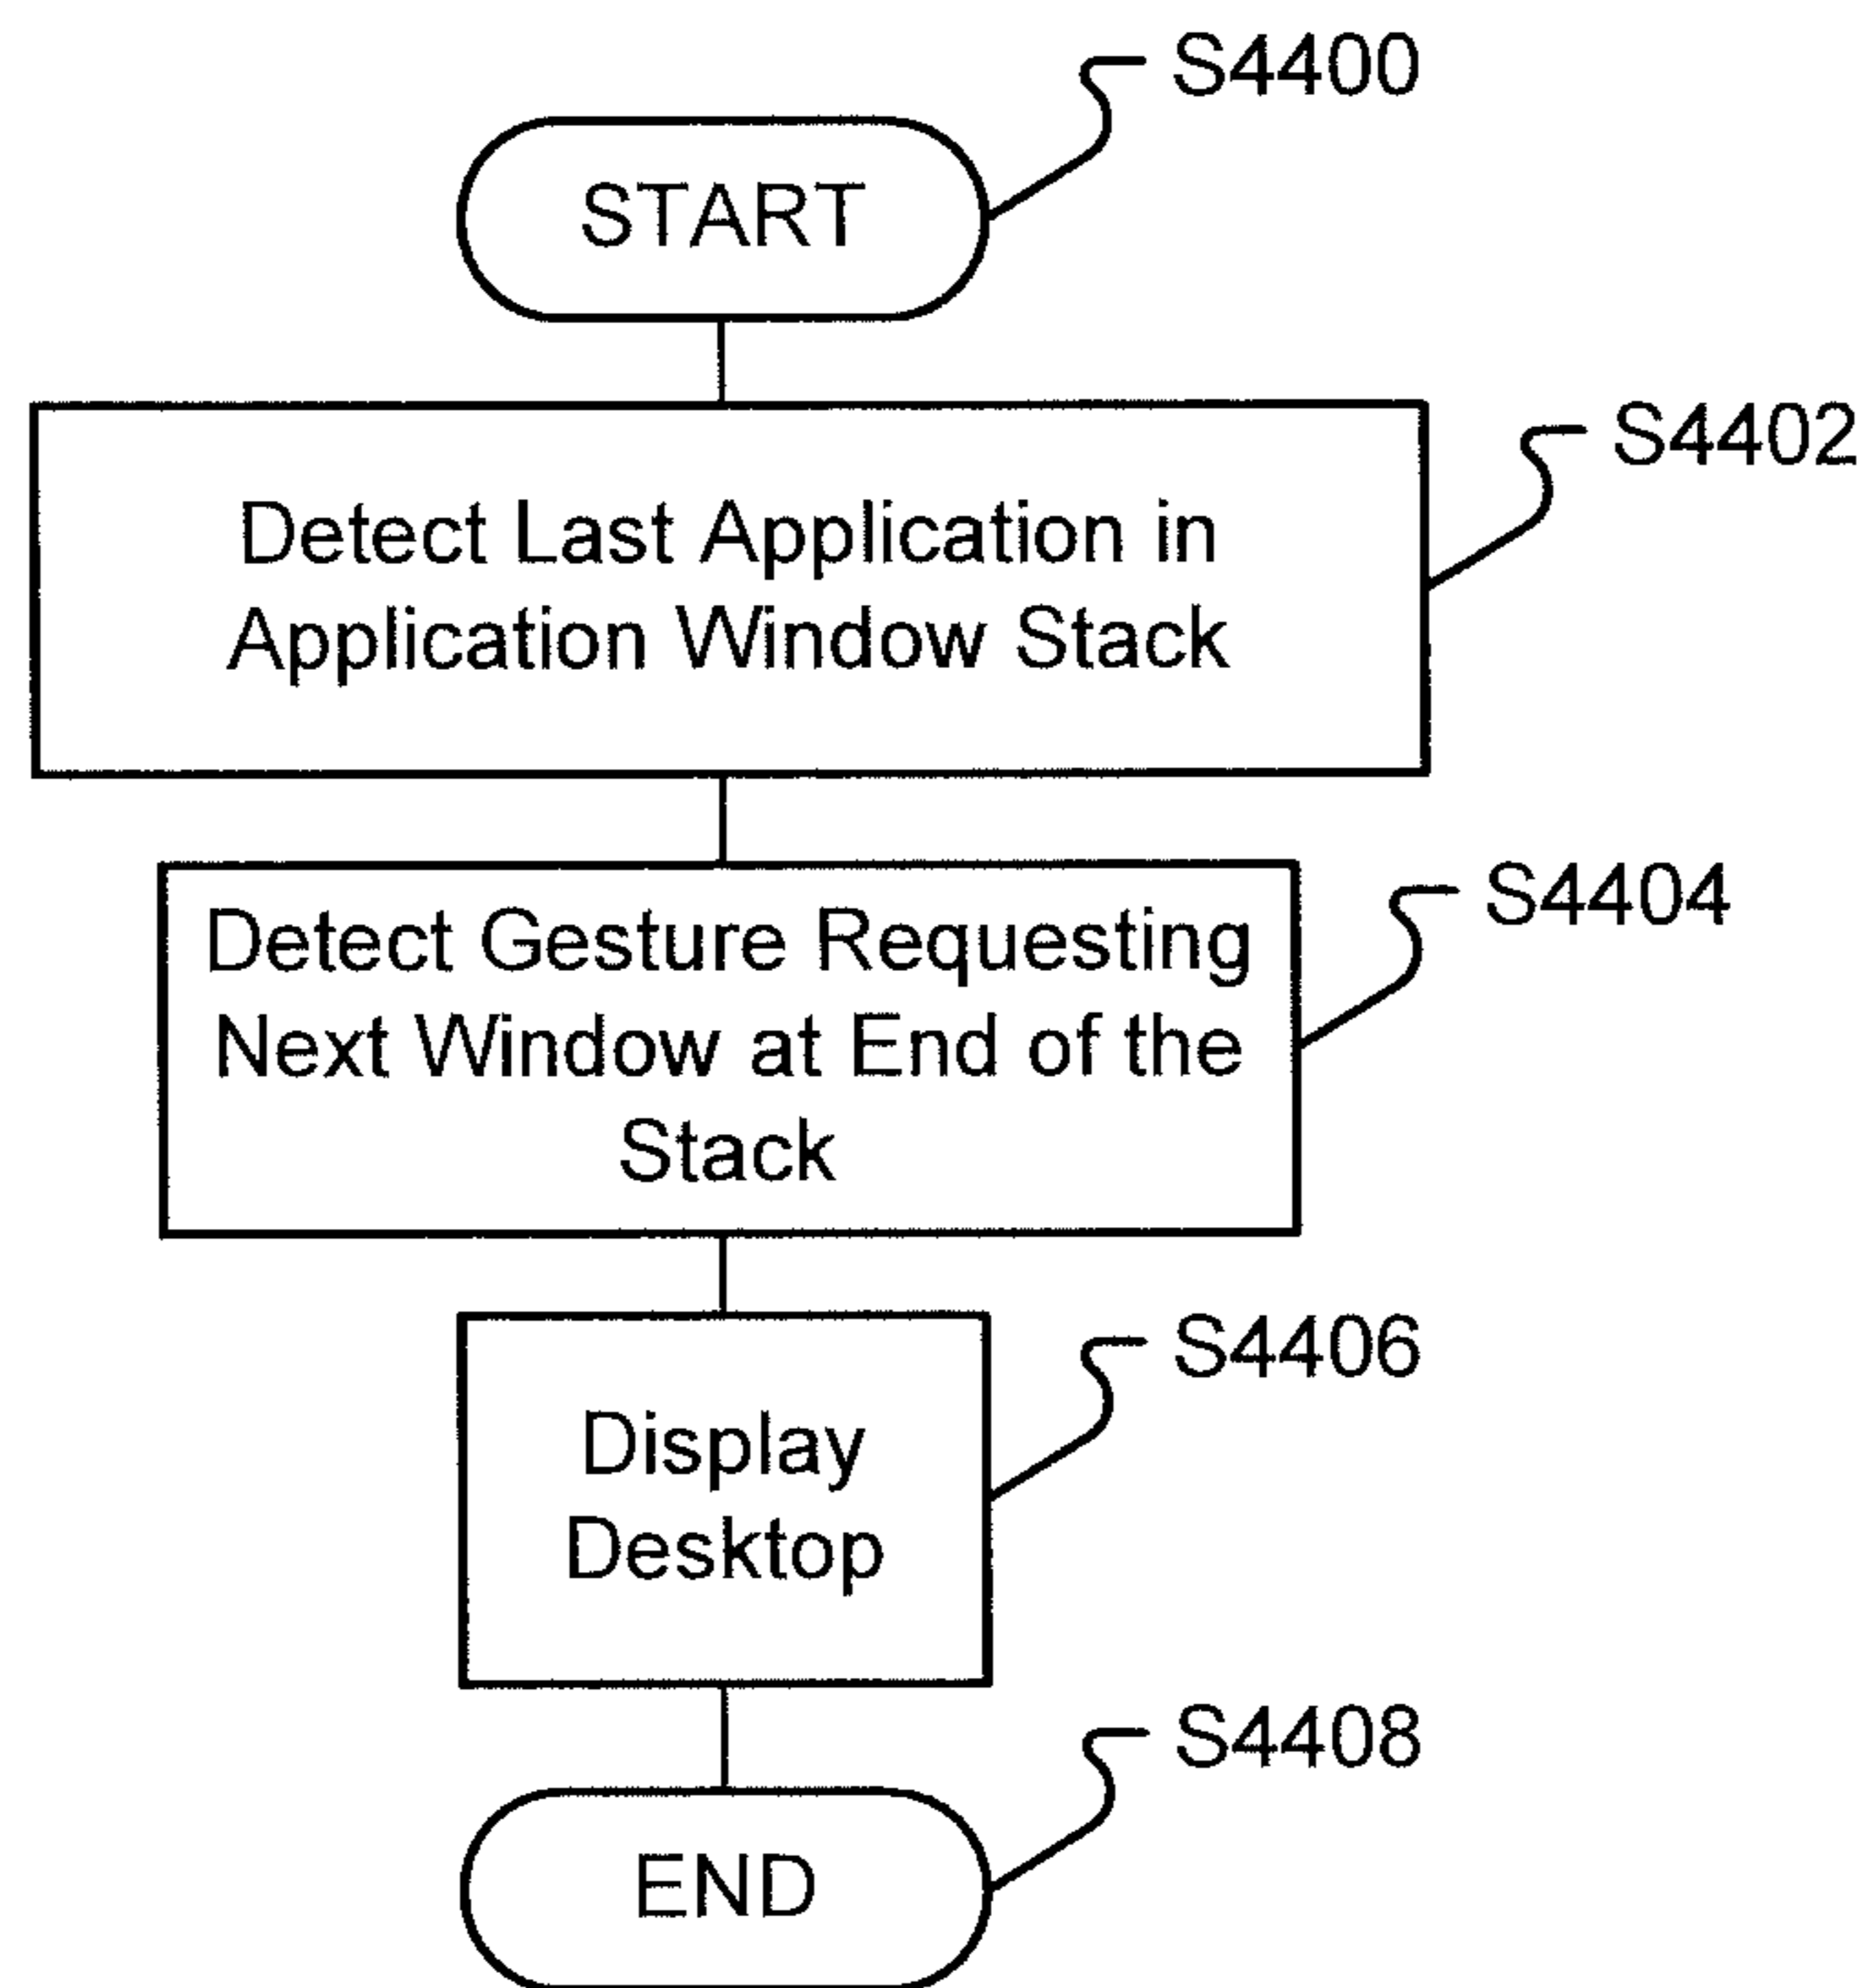 S4400
START
S4402
Detect Last Application in
Application Window Stack
S4404
Detect Gesture Requesting
Next Window at End of the
Stack
S4406
Display
Desktop
S4408
END